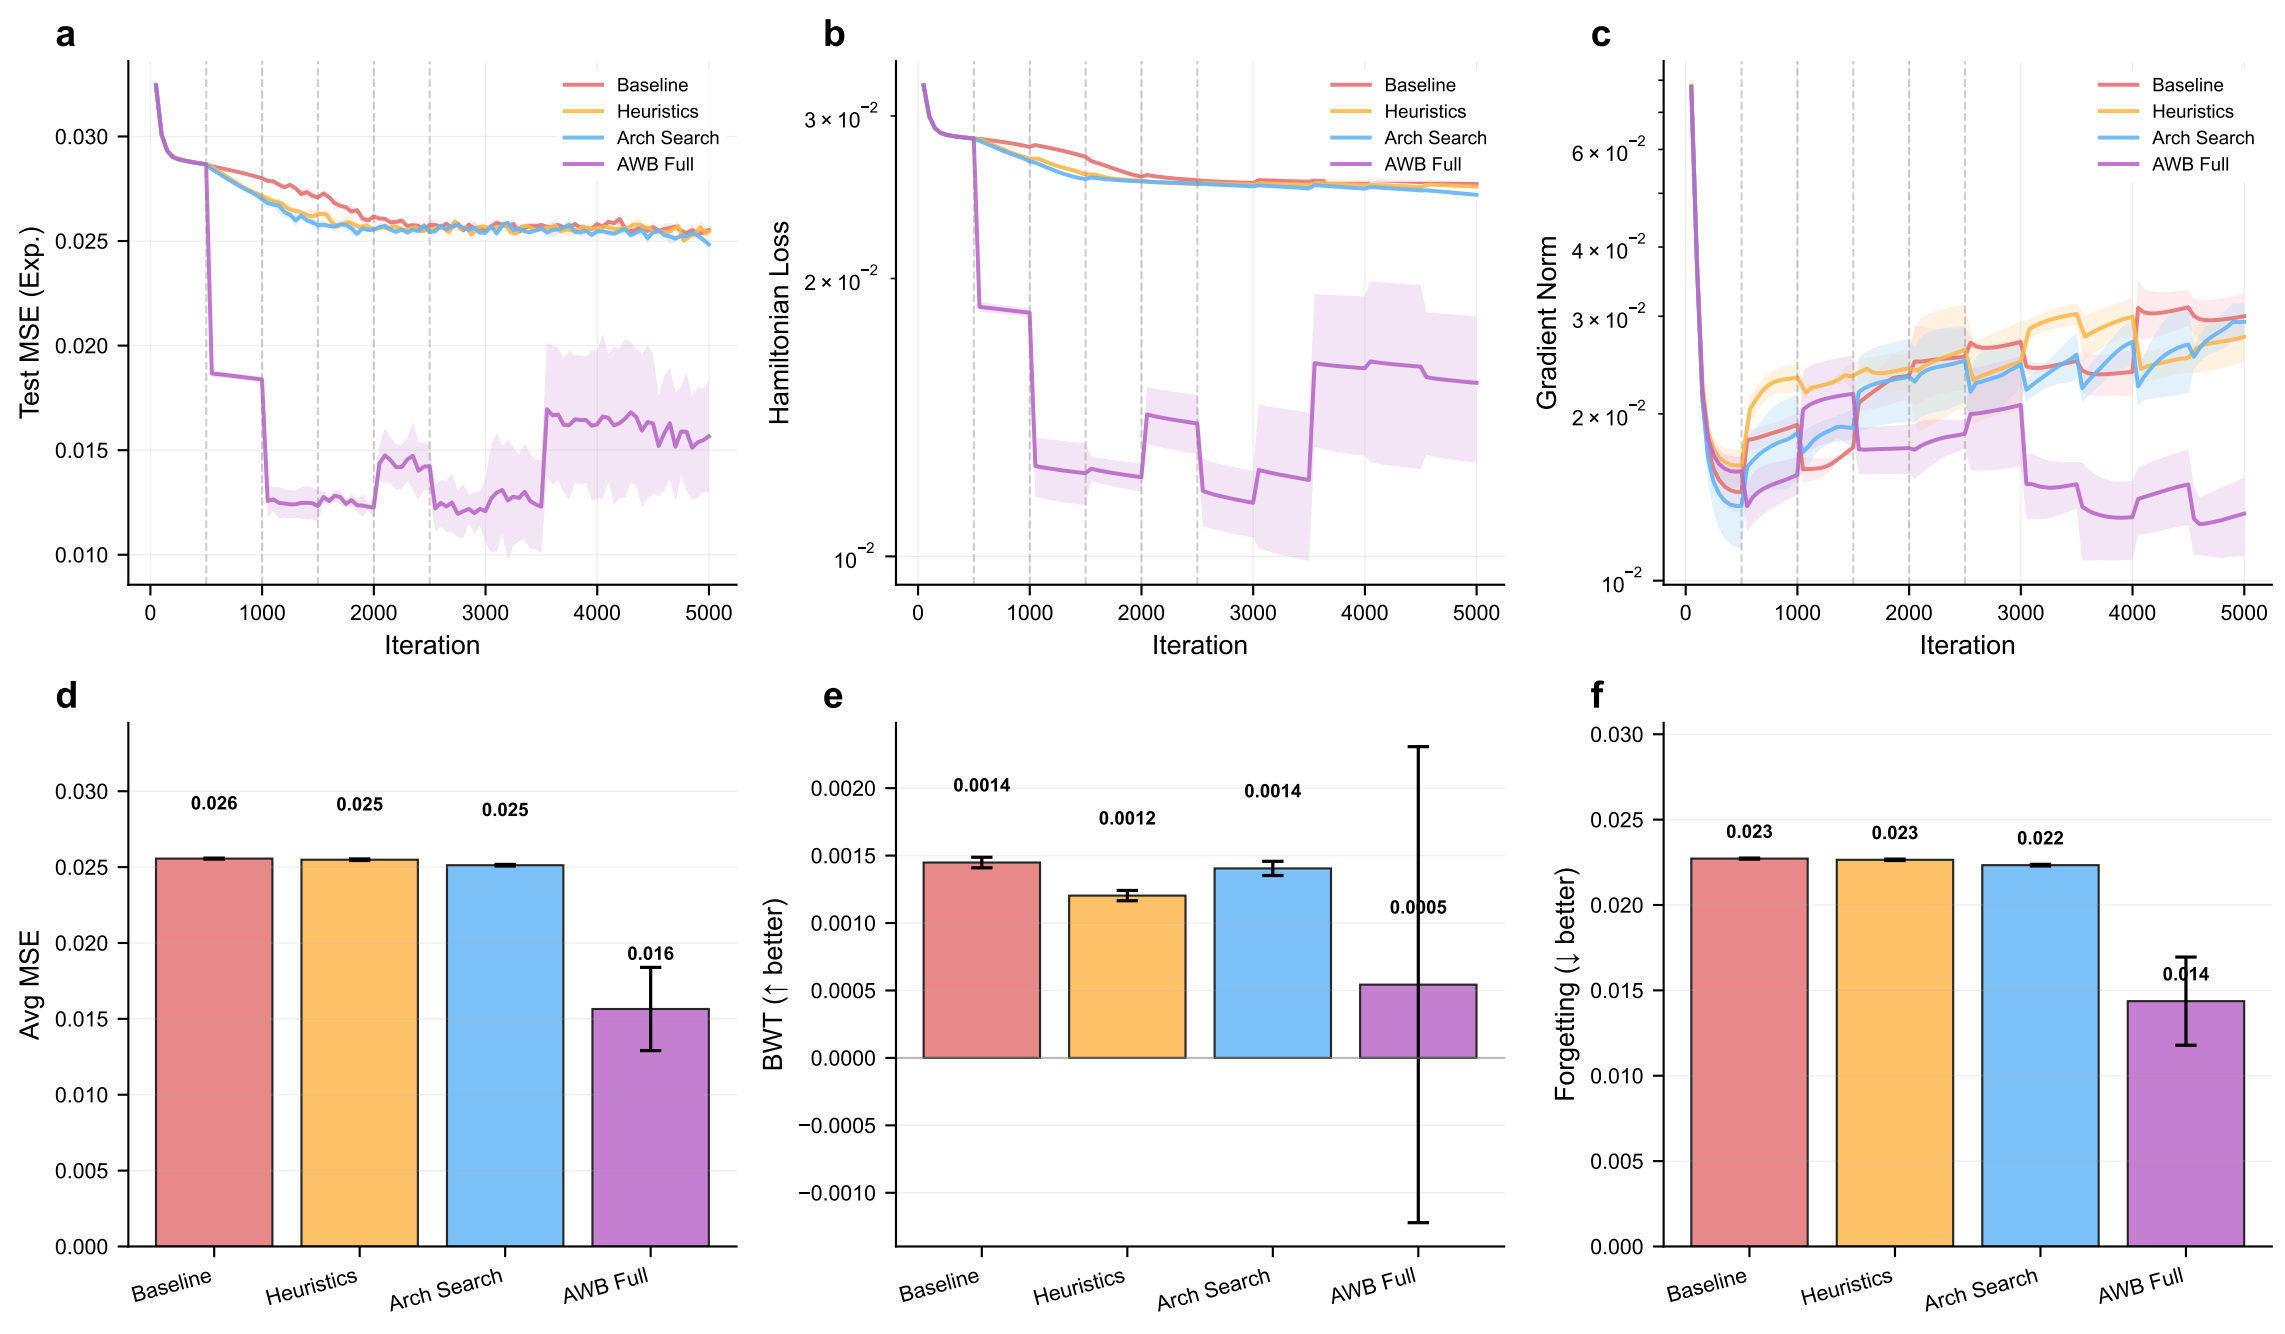 a
Test MSE (Exp.)
0.030
0.025
0.020
0.015
0.010
0 1000 2000 3000 4000 5000
Iteration
Baseline
Heuristics
Arch Search
AWB Full
b
Hamiltonian Loss
3 × 10⁻²
2 × 10⁻²
10⁻²
0 1000 2000 3000 4000 5000
Iteration
Baseline
Heuristics
Arch Search
AWB Full
c
Gradient Norm
6 × 10⁻²
4 × 10⁻²
3 × 10⁻²
2 × 10⁻²
10⁻²
0 1000 2000 3000 4000 5000
Iteration
Baseline
Heuristics
Arch Search
AWB Full
d
Avg MSE
0.030
0.025
0.020
0.015
0.010
0.005
0.000
0.026 0.025 0.025 0.016
Baseline Heuristics Arch Search AWB Full
e
BWT (↑ better)
0.0020
0.0015
0.0010
0.0005
0.0000
−0.0005
−0.0010
0.0014 0.0012 0.0014 0.0005
Baseline Heuristics Arch Search AWB Full
f
Forgetting (↓ better)
0.030
0.025
0.020
0.015
0.010
0.005
0.000
0.023 0.023 0.022 0.014
Baseline Heuristics Arch Search AWB Full